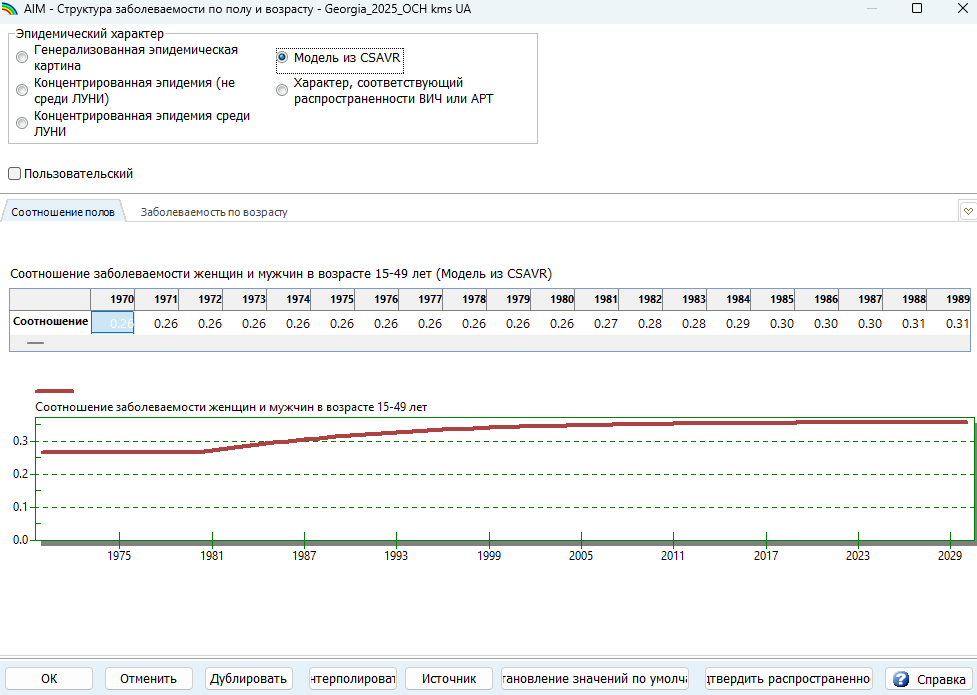 AIM - Структура заболеваемости по полу и возрасту - Georgia_2025_ОСН kms UA
Эпидемический характер
Генерализованная эпидемическая
картина
Концентрированная эпидемия (не
среди ЛУНИ)
Концентрированная эпидемия среди
ЛУНИ
Модель из CSAVR
Характер, соответствующий
распространенности ВИЧ или АРТ
Пользовательский
Соотношение полов Заболеваемость по возрасту
Соотношение заболеваемости женщин и мужчин в возрасте 15-49 лет (Модель из CSAVR)
1970 1971 1972 1973 1974 1975 1976 1977 1978 1979 1980 1981 1982 1983 1984 1985 1986 1987 1988 1989
Соотношение 0.26 0.26 0.26 0.26 0.26 0.26 0.26 0.26 0.26 0.26 0.26 0.27 0.28 0.28 0.29 0.30 0.30 0.30 0.31 0.31
Соотношение заболеваемости женщин и мужчин в возрасте 15-49 лет
0.3
0.2
0.1
0.0
1975 1981 1987 1993 1999 2005 2011 2017 2023 2029
ОК Отменить Дублировать нтерполироват Источник тановление значений по умолча дтвердить распространенно ? Справка